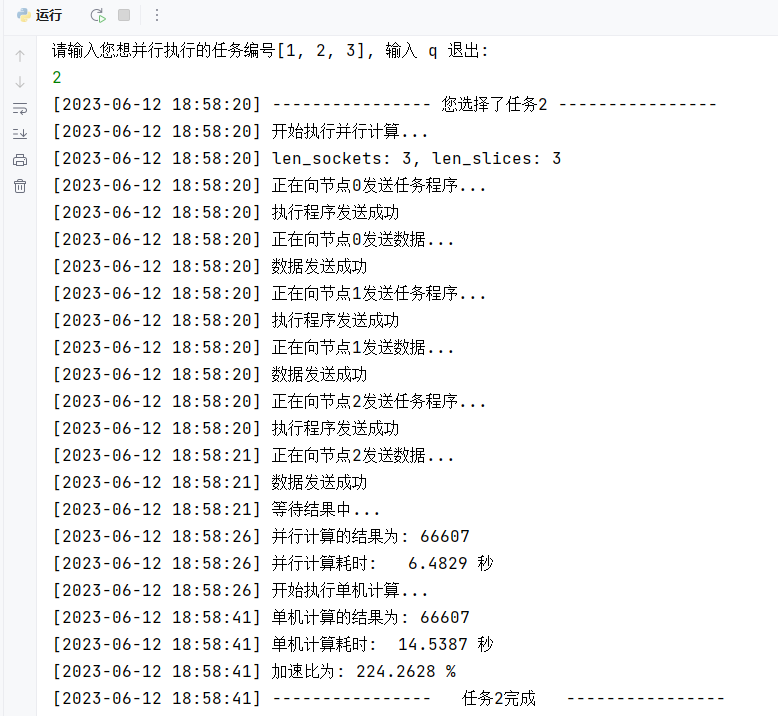 运行
请输入您想并行执行的任务编号[1, 2, 3], 输入 q 退出:
2
[2023-06-12 18:58:20] ---------------- 您选择了任务2 ----------------
[2023-06-12 18:58:20] 开始执行并行计算...
[2023-06-12 18:58:20] len_sockets: 3, len_slices: 3
[2023-06-12 18:58:20] 正在向节点0发送任务程序...
[2023-06-12 18:58:20] 执行程序发送成功
[2023-06-12 18:58:20] 正在向节点0发送数据...
[2023-06-12 18:58:20] 数据发送成功
[2023-06-12 18:58:20] 正在向节点1发送任务程序...
[2023-06-12 18:58:20] 执行程序发送成功
[2023-06-12 18:58:20] 正在向节点1发送数据...
[2023-06-12 18:58:20] 数据发送成功
[2023-06-12 18:58:20] 正在向节点2发送任务程序...
[2023-06-12 18:58:20] 执行程序发送成功
[2023-06-12 18:58:21] 正在向节点2发送数据...
[2023-06-12 18:58:21] 数据发送成功
[2023-06-12 18:58:21] 等待结果中...
[2023-06-12 18:58:26] 并行计算的结果为: 66607
[2023-06-12 18:58:26] 并行计算耗时:   6.4829 秒
[2023-06-12 18:58:26] 开始执行单机计算...
[2023-06-12 18:58:41] 单机计算的结果为: 66607
[2023-06-12 18:58:41] 单机计算耗时:  14.5387 秒
[2023-06-12 18:58:41] 加速比为: 224.2628 %
[2023-06-12 18:58:41] ----------------   任务2完成   ----------------